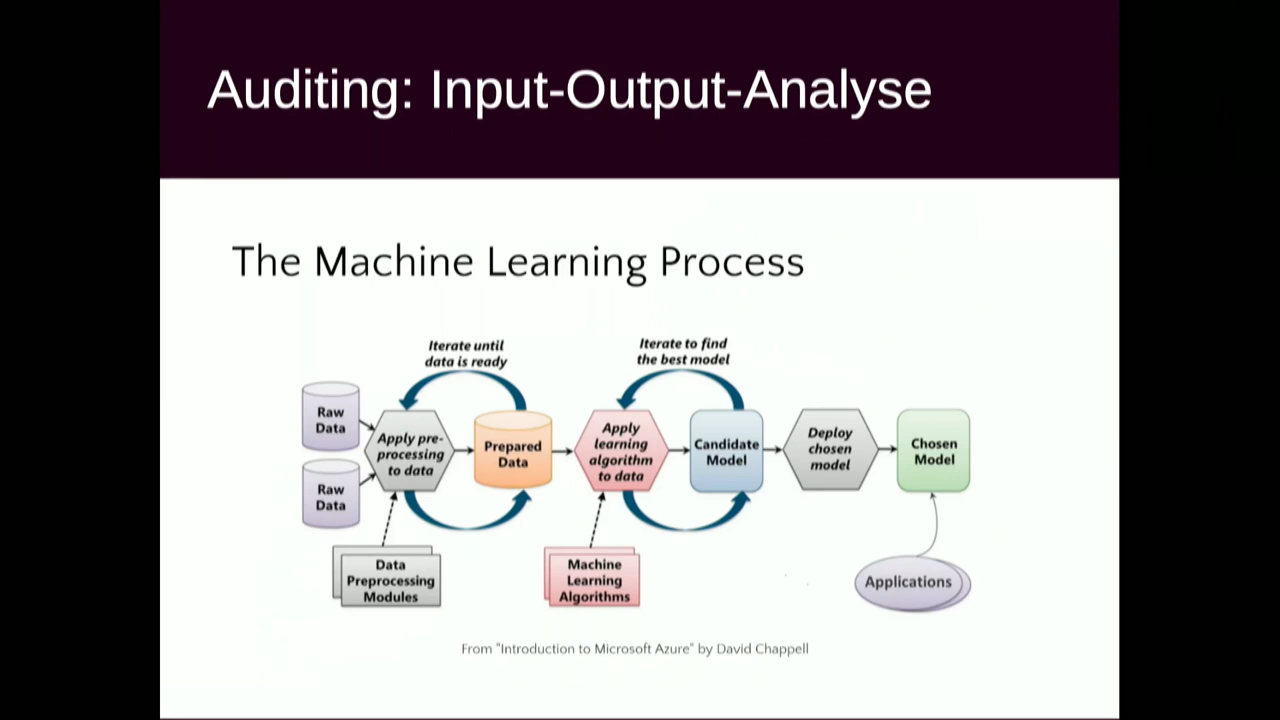 Auditing: Input-Output-Analyse
The Machine Learning Process
Iterate until
data is ready
Iterate to find
the best model
Raw
Data
Raw
Data
Apply pre-
processing
to data
Prepared
Data
Apply
learning
algorithm
to data
Candidate
Model
Deploy
chosen
model
Chosen
Model
Data
Preprocessing
Modules
Machine
Learning
Algorithms
Applications
From "Introduction to Microsoft Azure" by David Chappell